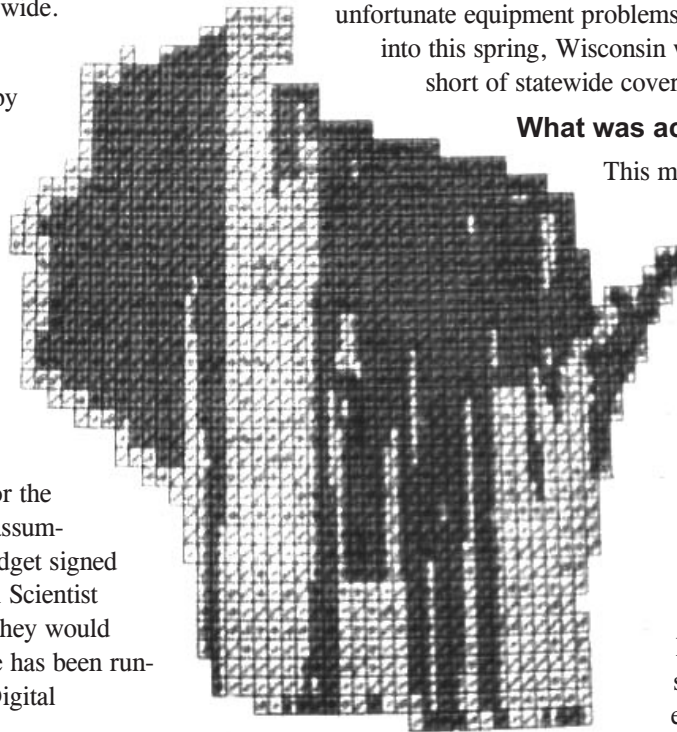 wide.
by
or the
assum-
dget signed
Scientist
they would
e has been run-
Digital
unfortunate equipment problems
into this spring, Wisconsin
short of statewide cover
What was ac
This m
s
e